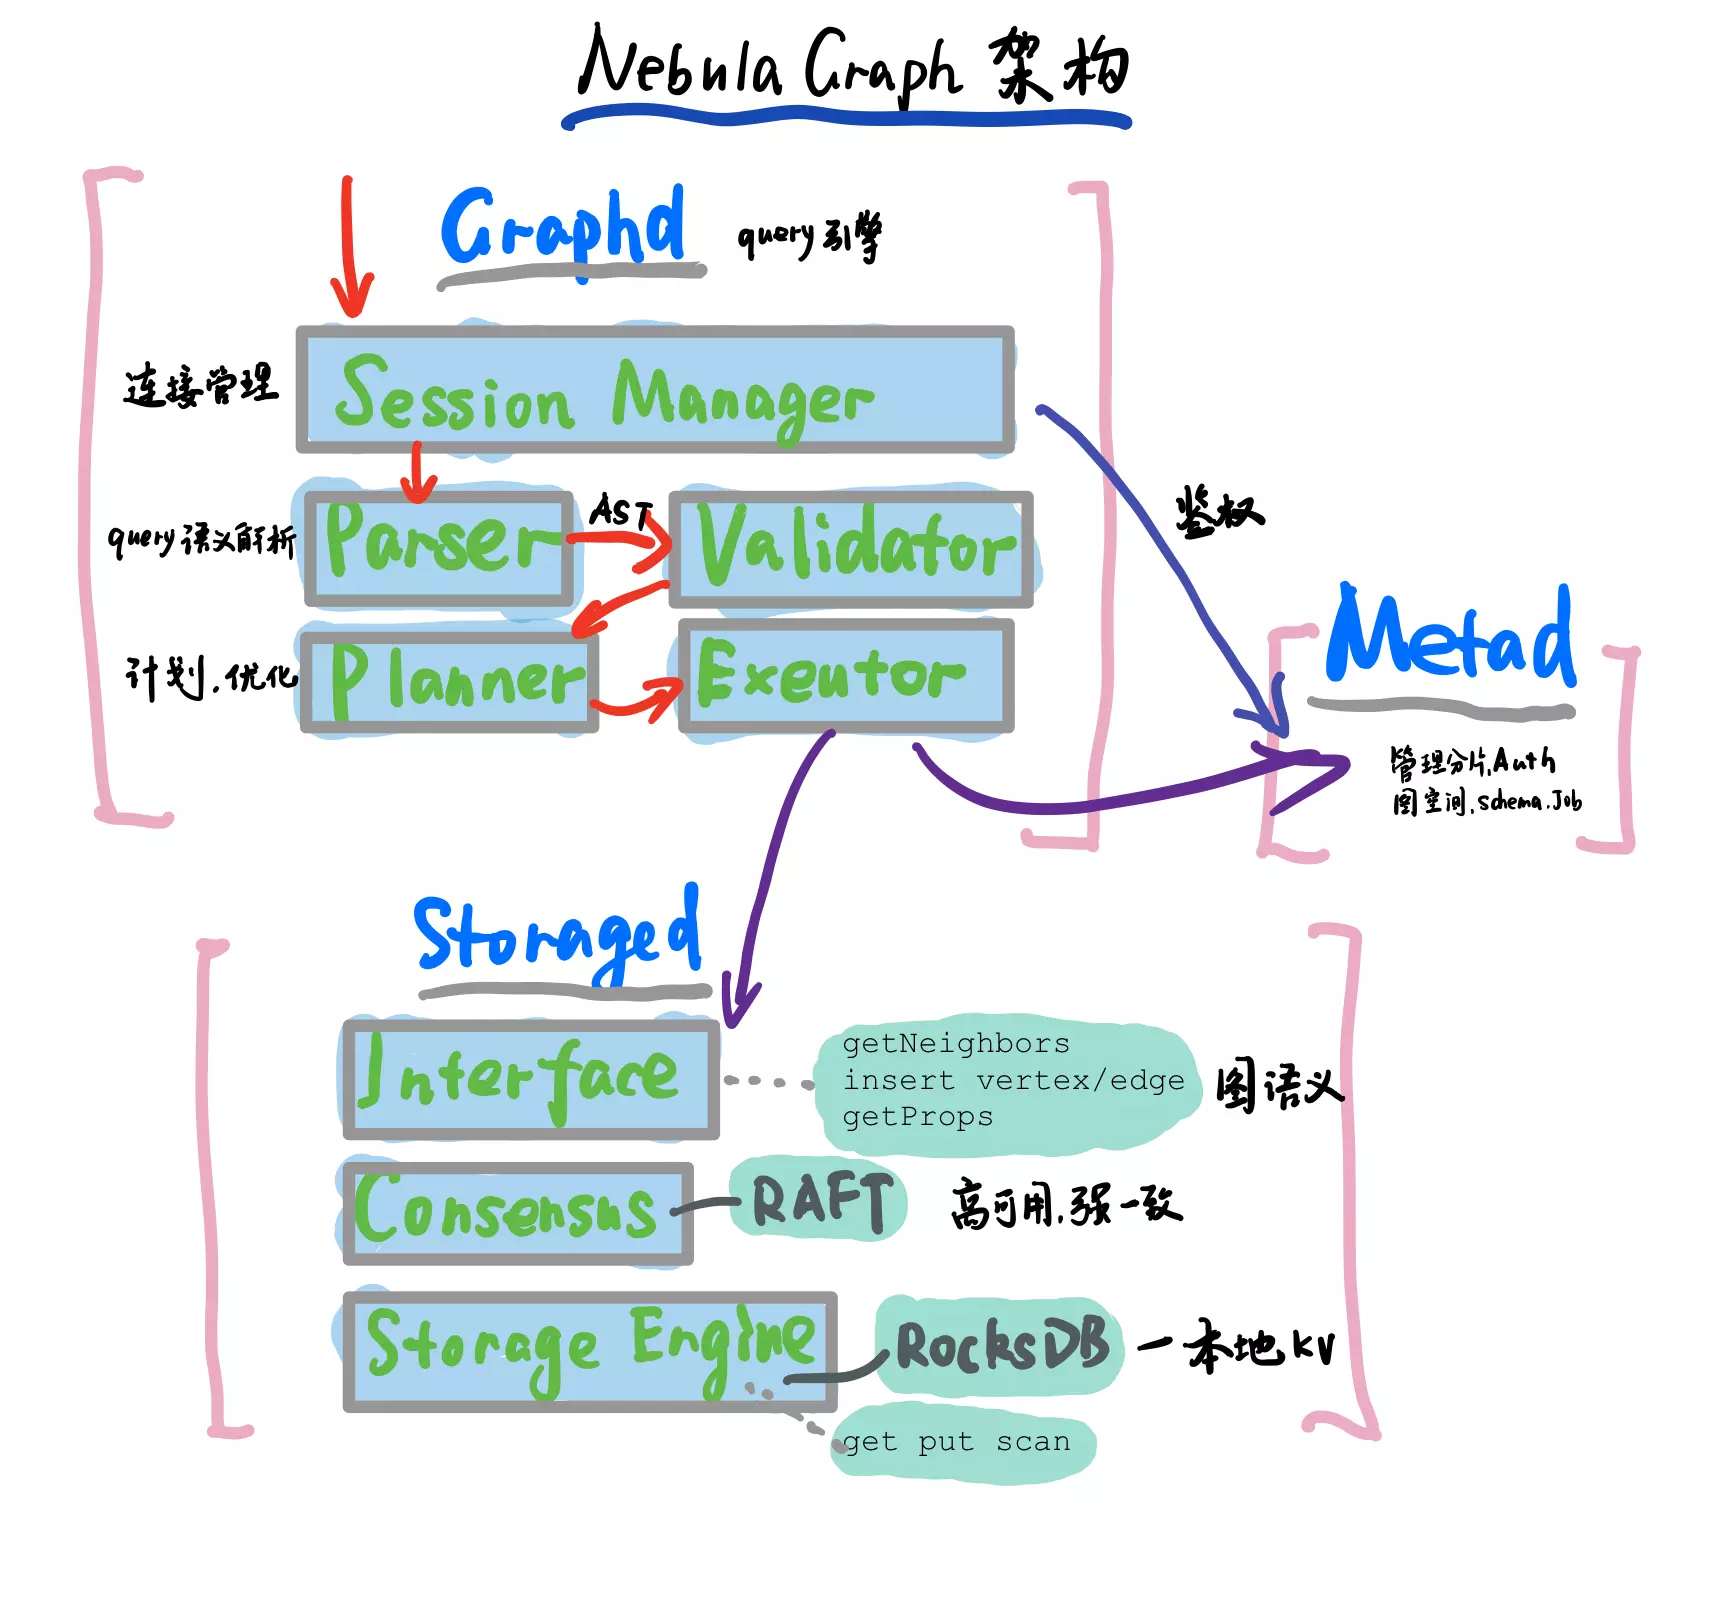 Nebula Graph 架构
Graphd
query 引擎
连接管理
Session Manager
query 语义解析
Parser
AST
Validator
鉴权
计划.优化
Planner
Exeutor
Metad
管理分片,Auth
图空间,schema.Job
Storaged
Interface
getNeighbors
insert vertex/edge
getProps
图语义
Consensus
RAFT
高可用,强一致
Storage Engine
RocksDB
一本地KV
get put scan